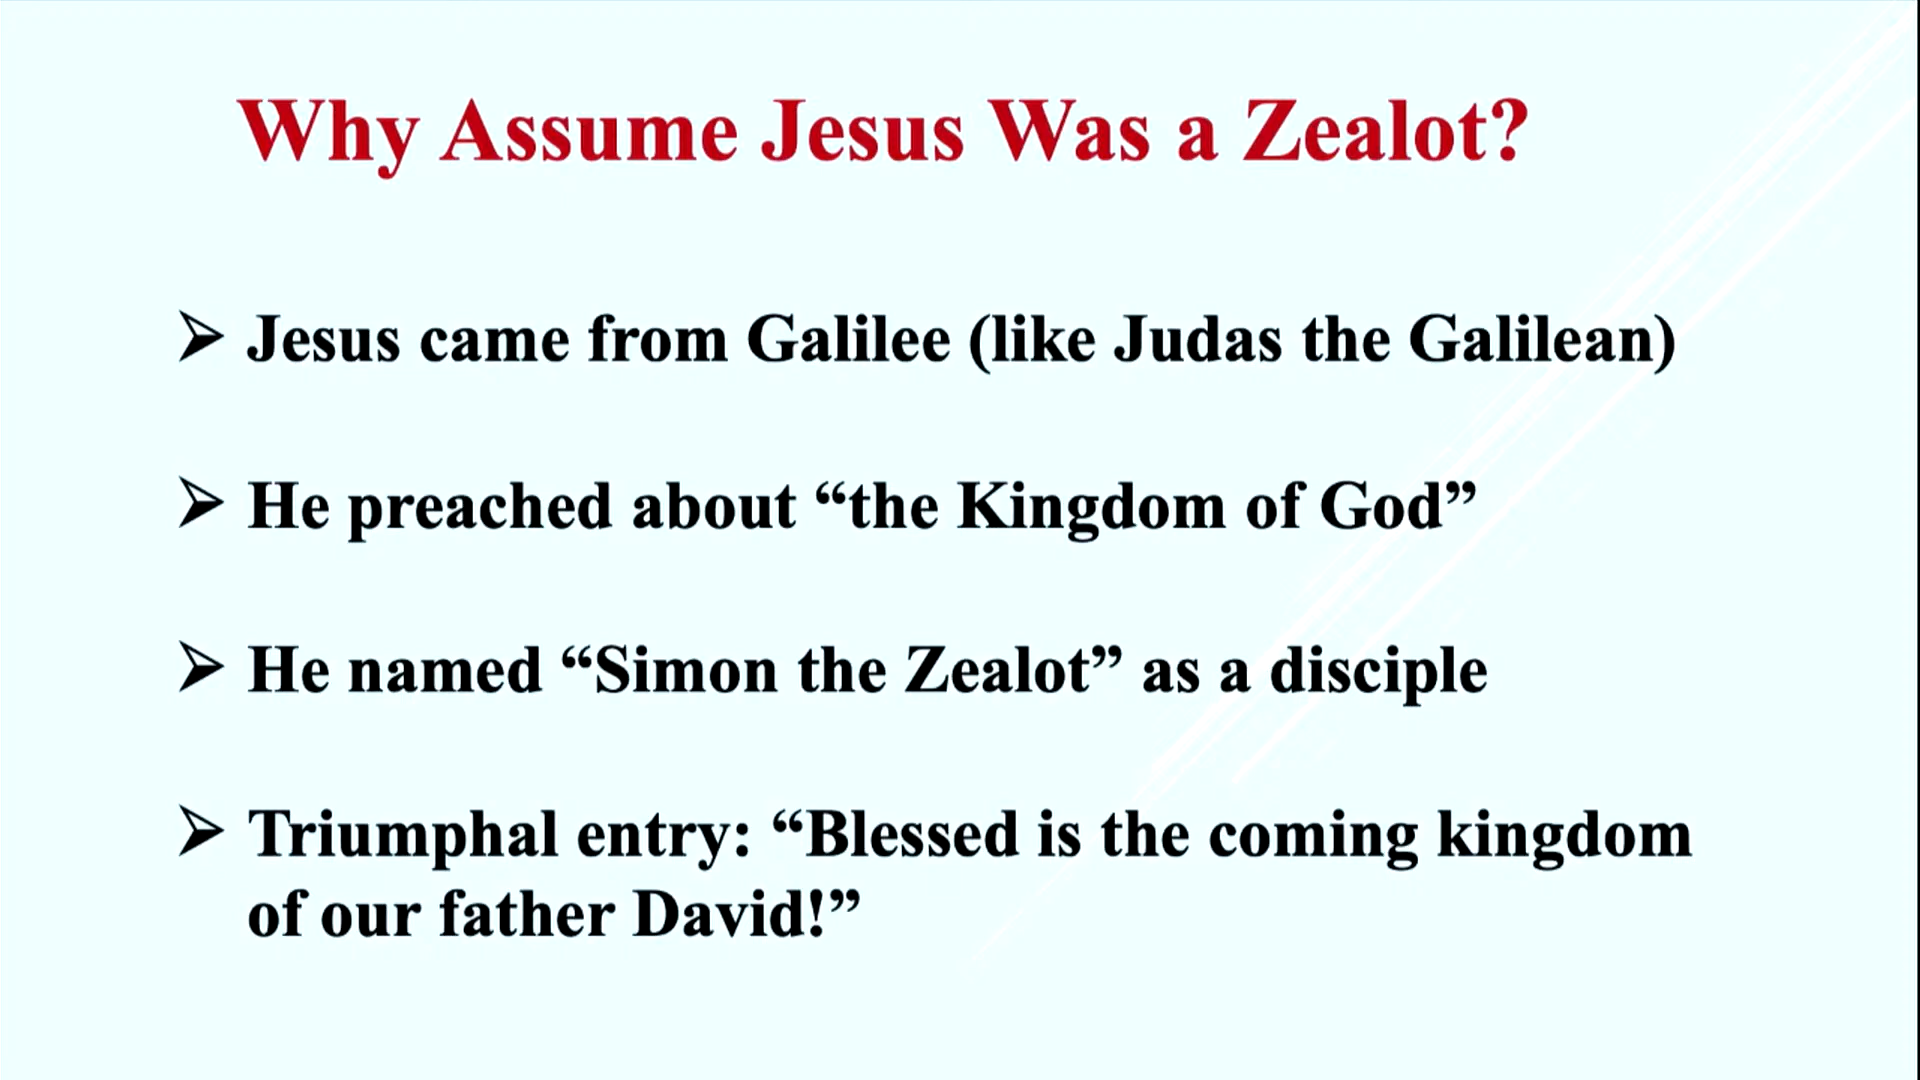 Why Assume Jesus Was a Zealot?
➢ Jesus came from Galilee (like Judas the Galilean)
➢ He preached about “the Kingdom of God”
➢ He named “Simon the Zealot” as a disciple
➢ Triumphal entry: “Blessed is the coming kingdom
of our father David!”